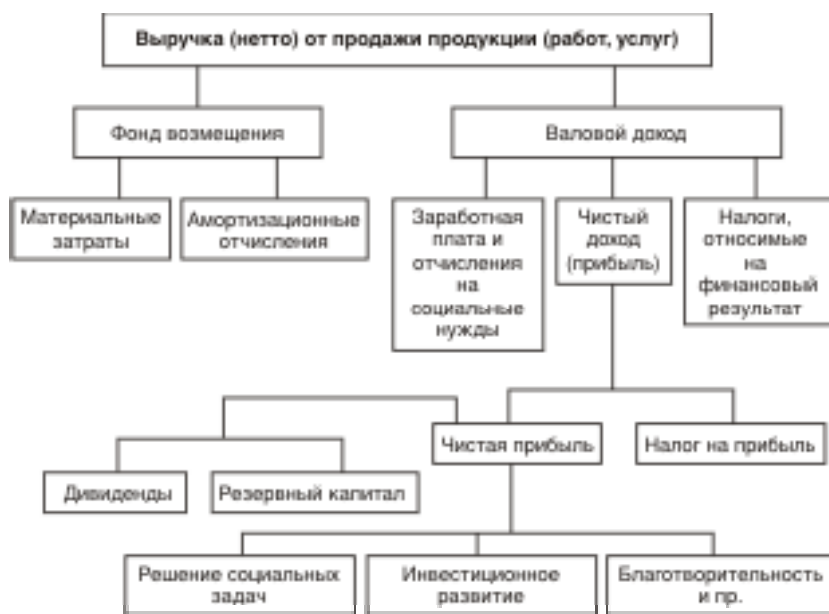 Выручка (нетто) от продажи продукции (работ, услуг)
Фонд возмещения
Валовой доход
Материальные
затраты
Амортизационные
отчисления
Заработная
плата и
отчисления
на
социальные
нужды
Чистый
доход
(прибыль)
Налоги,
относимые
на
финансовый
результат
Чистая прибыль
Налог на прибыль
Дивиденды
Резервный капитал
Решение социальных
задач
Инвестиционное
развитие
Благотворительность
и пр.